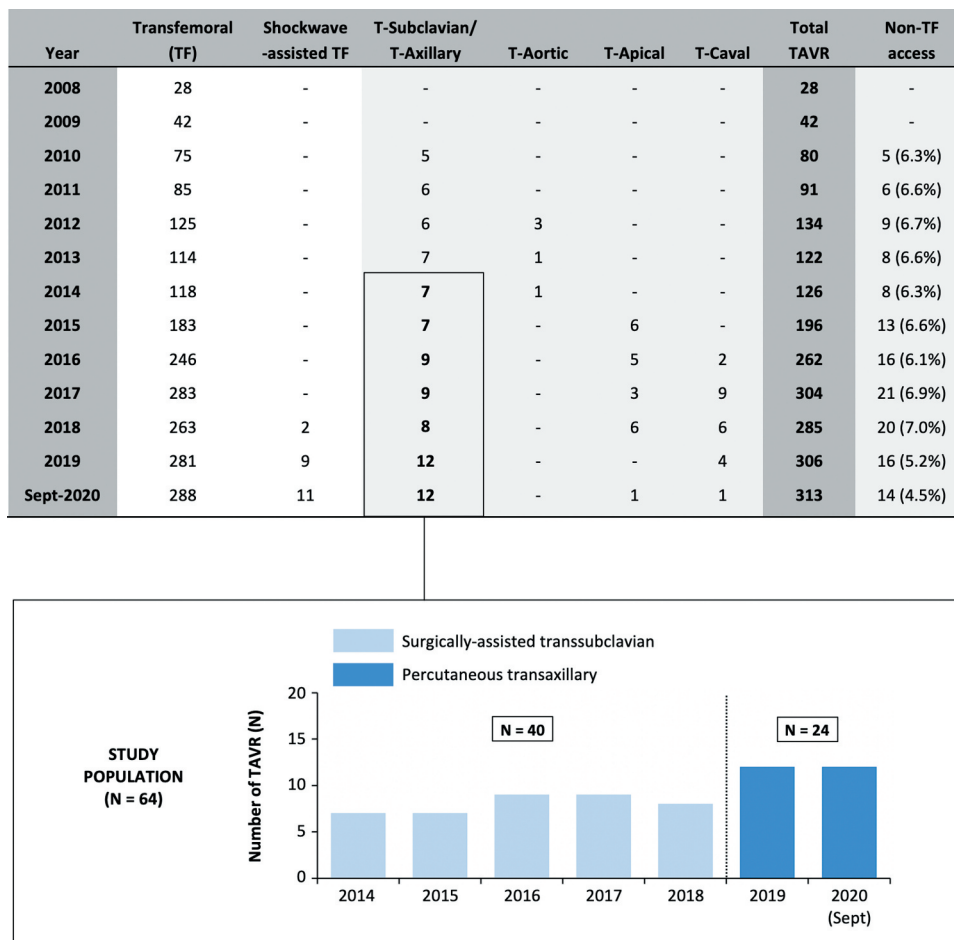 Year Transfemoral (TF) Shockwave -assisted TF T-Subclavian/ T-Axillary T-Aortic T-Apical T-Caval Total TAVR Non-TF access
2008 28 - - - - - 28 -
2009 42 - - - - - 42 -
2010 75 - 5 - - - 80 5 (6.3%)
2011 85 - 6 - - - 91 6 (6.6%)
2012 125 - 6 3 - - 134 9 (6.7%)
2013 114 - 7 1 - - 122 8 (6.6%)
2014 118 - 7 1 - - 126 8 (6.3%)
2015 183 - 7 - 6 - 196 13 (6.6%)
2016 246 - 9 - 5 2 262 16 (6.1%)
2017 283 - 9 - 3 9 304 21 (6.9%)
2018 263 2 8 - 6 6 285 20 (7.0%)
2019 281 9 12 - - 4 306 16 (5.2%)
Sept-2020 288 11 12 - 1 1 313 14 (4.5%)
STUDY
POPULATION
(N = 64)
Surgically-assisted transsubclavian
Percutaneous transaxillary
Number of TAVR (N)
20
15
10
5
0
N = 40
N = 24
2014 2015 2016 2017 2018 2019 2020
(Sept)